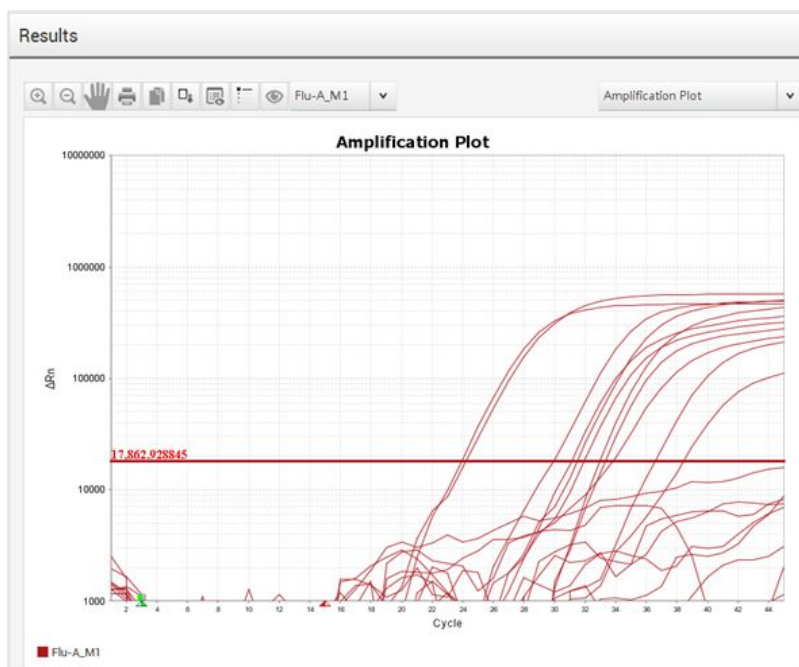 Results
Flu-A_M1
Amplification Plot
Amplification Plot
10000000
1000000
100000
10000
1000
ΔRn
17,862.928845
2 4 6 8 10 12 14 16 18 20 22 24 26 28 30 32 34 36 38 40 42 44
Cycle
Flu-A_M1